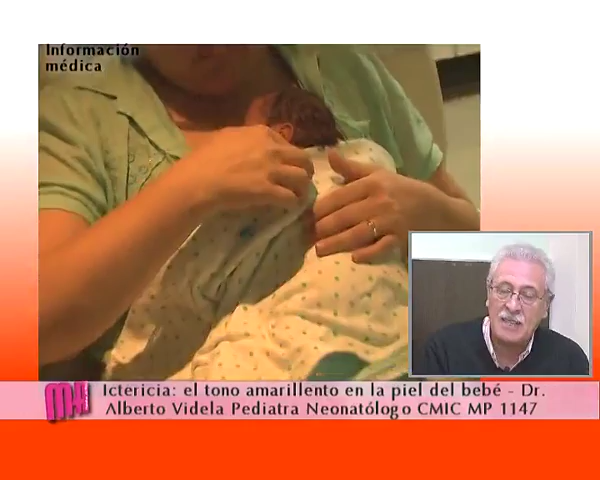 Información
médica
MH
Ictericia: el tono amarillento en la piel del bebé - Dr.
Alberto Videla Pediatra Neonatólogo CMIC MP 1147